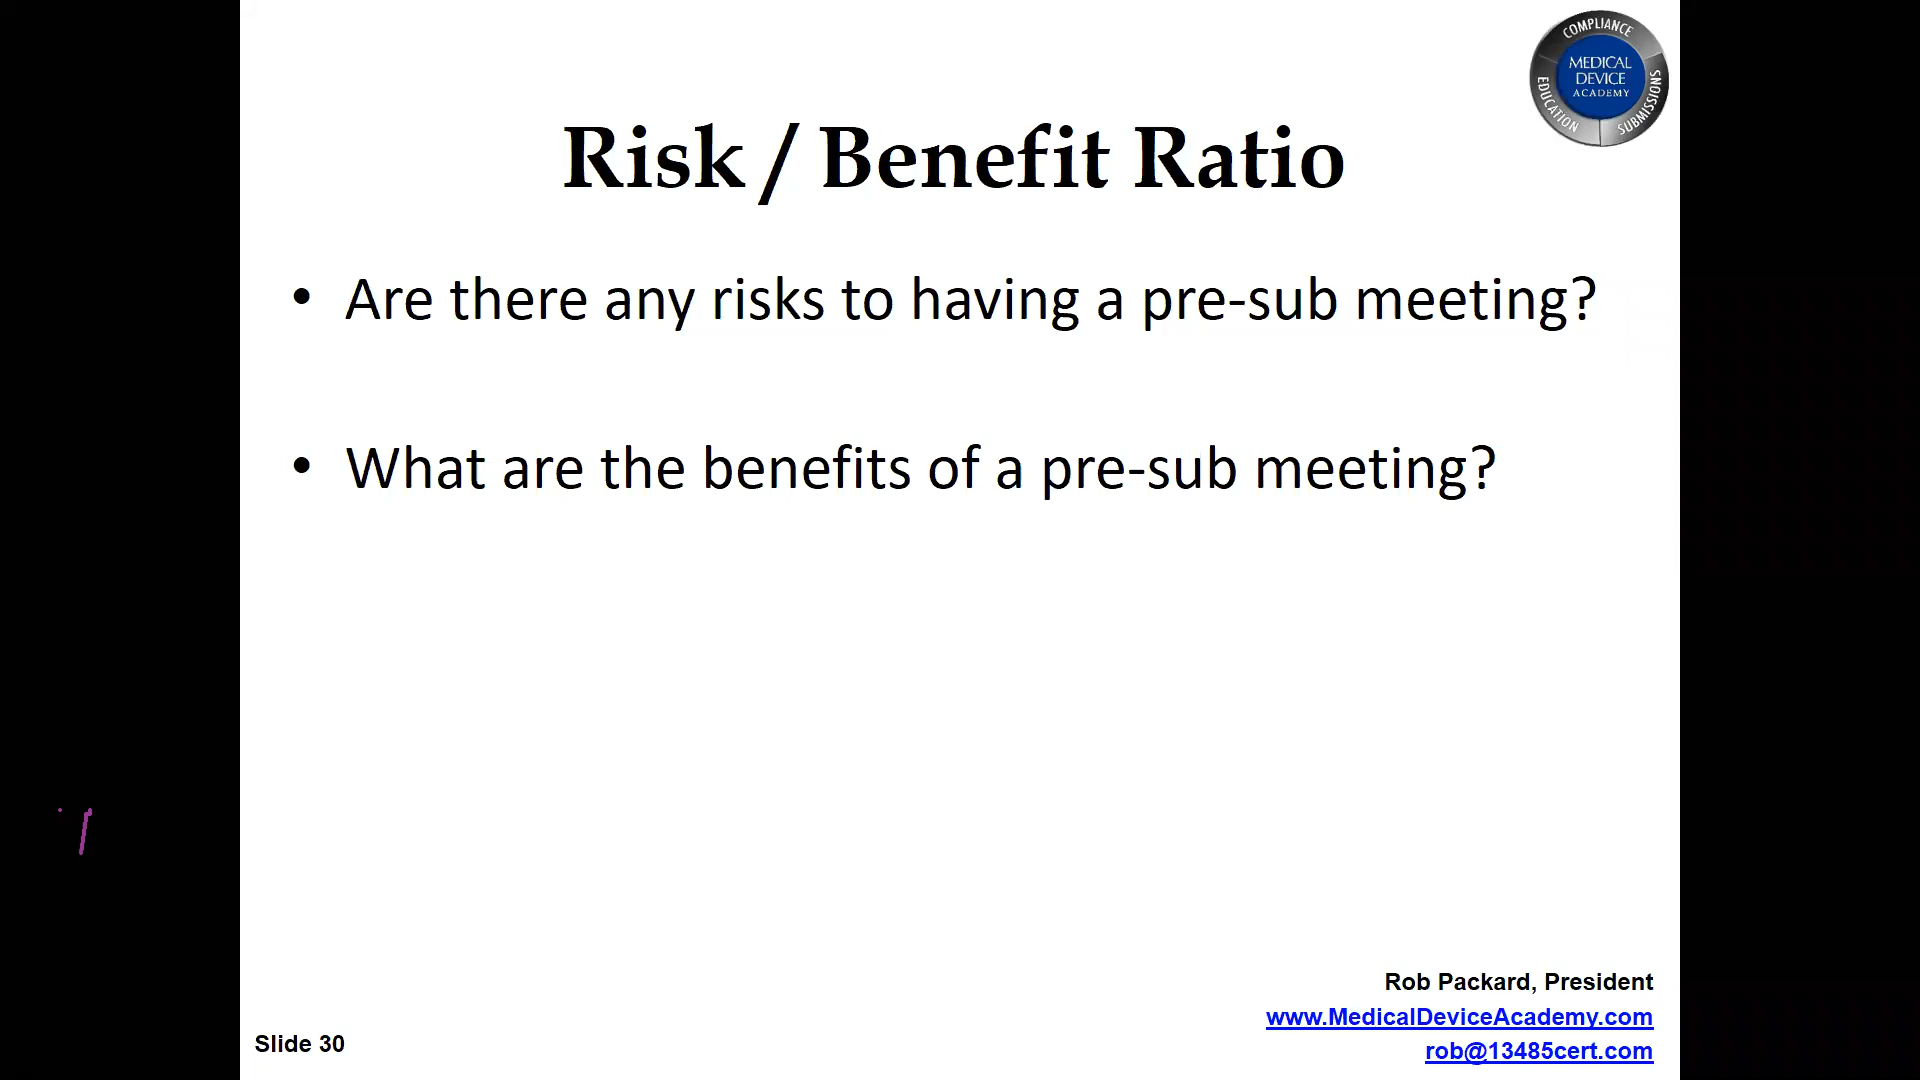 COMPLIANCE
MEDICAL
DEVICE
ACADEMY
EDUCATION
SUBMISSIONS
Risk / Benefit Ratio
• Are there any risks to having a pre-sub meeting?
• What are the benefits of a pre-sub meeting?
Rob Packard, President
www.MedicalDeviceAcademy.com
rob@13485cert.com
Slide 30